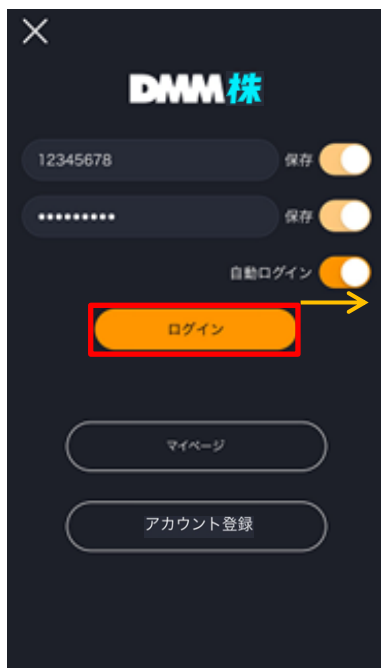 DMM株
12345678 保存
••••••••• 保存
自動ログイン
ログイン
マイページ
アカウント登録